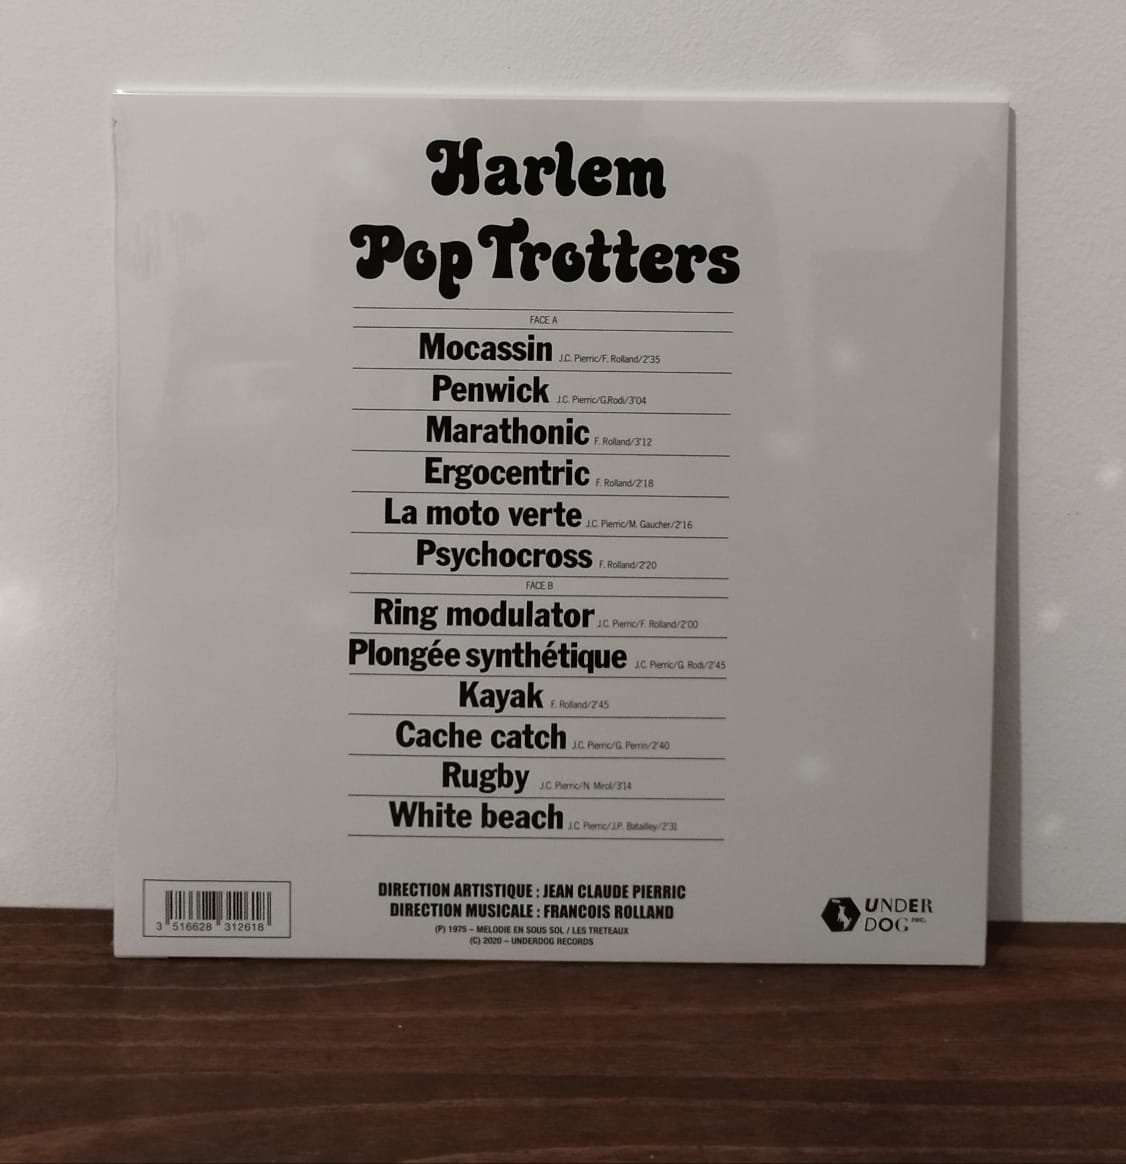 Harlem
Pop Trotters
FACE A
Mocassin J.C. Pierric/F. Rolland/2'35
Penwick J.C. Pierric/G.Rodi/3'04
Marathonic F. Rolland/3'12
Ergocentric F. Rolland/2'18
La moto verte J.C. Pierric/M. Gaucher/2'16
Psychocross F. Rolland/2'20
FACE B
Ring modulator J.C. Pierric/F. Rolland/2'00
Plongée synthétique J.C. Pierric/G. Rodi/2'45
Kayak F. Rolland/2'45
Cache catch J.C. Pierric/G. Perrin/2'40
Rugby J.C. Pierric/N. Mirol/3'14
White beach J.C. Pierric/J.P. Batailley/2'31
DIRECTION ARTISTIQUE : JEAN CLAUDE PIERRIC
DIRECTION MUSICALE : FRANCOIS ROLLAND
(P) 1975 – MELODIE EN SOUS SOL / LES TRETEAUX
(C) 2020 – UNDERDOG RECORDS
3 516628 312618
UNDER
DOG rec.